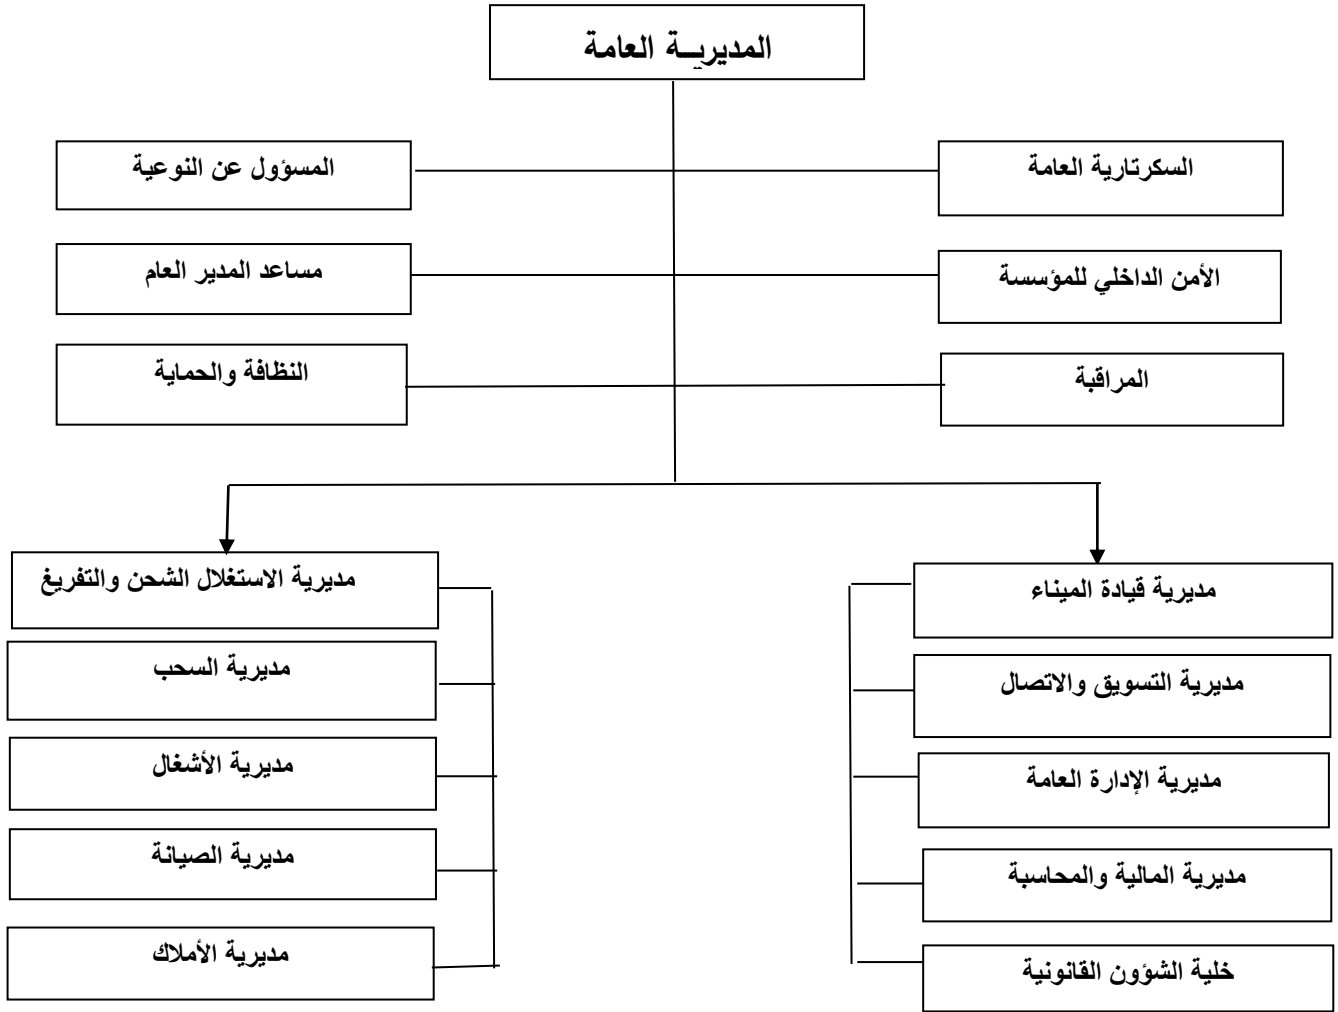 المديريــة العامة
السكرتارية العامة
المسؤول عن النوعية
الأمن الداخلي للمؤسسة
مساعد المدير العام
المراقبة
النظافة والحماية
مديرية قيادة الميناء
مديرية التسويق والاتصال
مديرية الإدارة العامة
مديرية المالية والمحاسبة
خلية الشؤون القانونية
مديرية الاستغلال الشحن والتفريغ
مديرية السحب
مديرية الأشغال
مديرية الصيانة
مديرية الأملاك